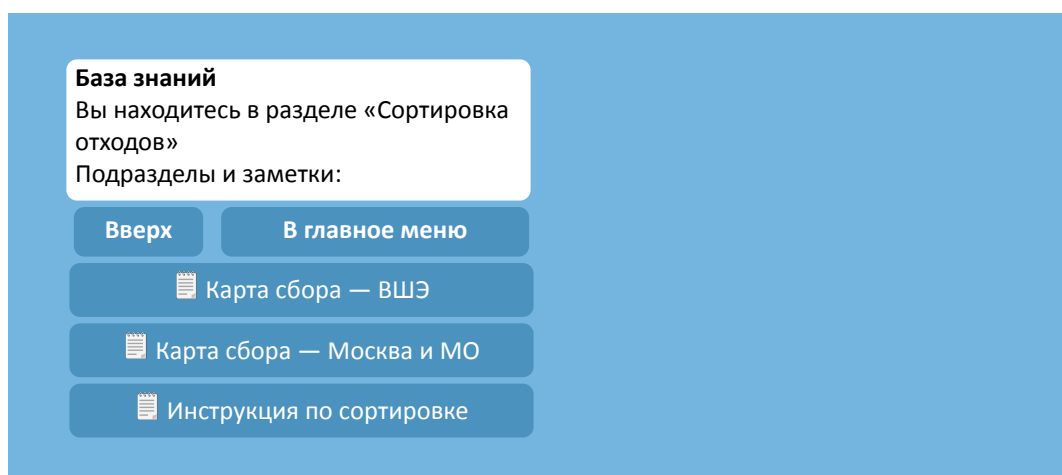 База знаний
Вы находитесь в разделе «Сортировка
отходов»
Подразделы и заметки:
Вверх
В главное меню
Карта сбора — ВШЭ
Карта сбора — Москва и МО
Инструкция по сортировке